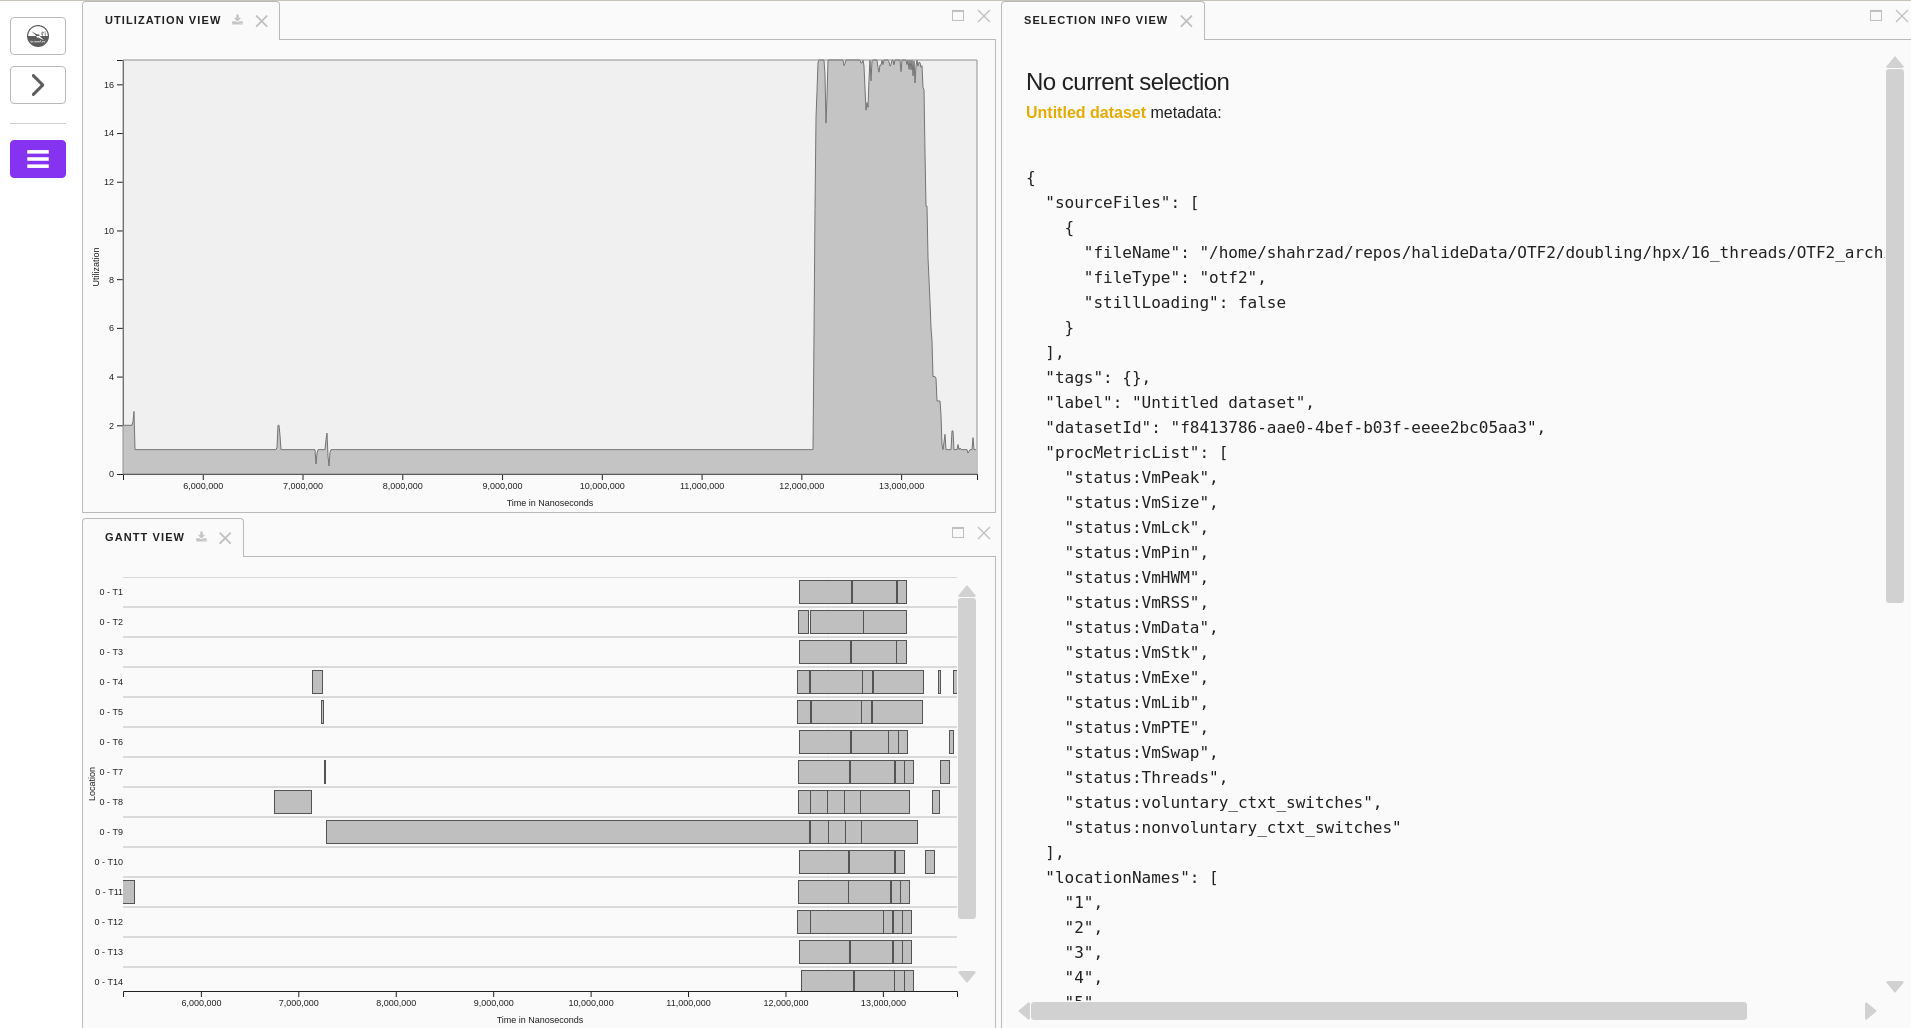 UTILIZATION VIEW
16
14
12
10
8
6
4
2
0
Utilization
6,000,000 7,000,000 8,000,000 9,000,000 10,000,000 11,000,000 12,000,000 13,000,000
Time in Nanoseconds
GANTT VIEW
0 - T1
0 - T2
0 - T3
0 - T4
0 - T5
0 - T6
0 - T7
0 - T8
0 - T9
0 - T10
0 - T11
0 - T12
0 - T13
0 - T14
Location
6,000,000 7,000,000 8,000,000 9,000,000 10,000,000 11,000,000 12,000,000 13,000,000
Time in Nanoseconds
SELECTION INFO VIEW
No current selection
Untitled dataset metadata:
{
"sourceFiles": [
{
"fileName": "/home/shahrzad/repos/halideData/OTF2/doubling/hpx/16_threads/OTF2_arch
"fileType": "otf2",
"stillLoading": false
}
],
"tags": {},
"label": "Untitled dataset",
"datasetId": "f8413786-aae0-4bef-b03f-eeee2bc05aa3",
"procMetricList": [
"status:VmPeak",
"status:VmSize",
"status:VmLck",
"status:VmPin",
"status:VmHWM",
"status:VmRSS",
"status:VmData",
"status:VmStk",
"status:VmExe",
"status:VmLib",
"status:VmPTE",
"status:VmSwap",
"status:Threads",
"status:voluntary_ctxt_switches",
"status:nonvoluntary_ctxt_switches"
],
"locationNames": [
"1",
"2",
"3",
"4",
"5"